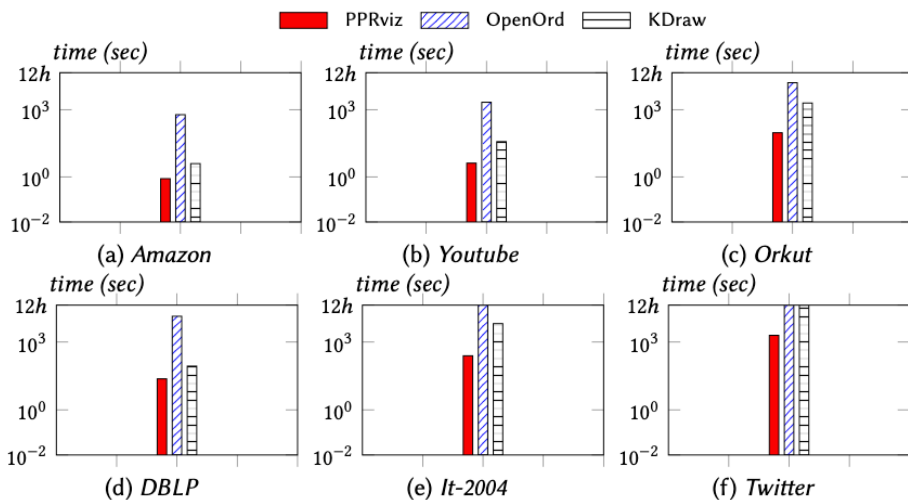 PPRviz OpenOrd KDraw
time (sec) time (sec) time (sec)
12h 12h 12h
10^3 10^3 10^3
10^0 10^0 10^0
10^−2 10^−2 10^−2
(a) Amazon (b) Youtube (c) Orkut
time (sec) time (sec) time (sec)
12h 12h 12h
10^3 10^3 10^3
10^0 10^0 10^0
10^−2 10^−2 10^−2
(d) DBLP (e) It-2004 (f) Twitter